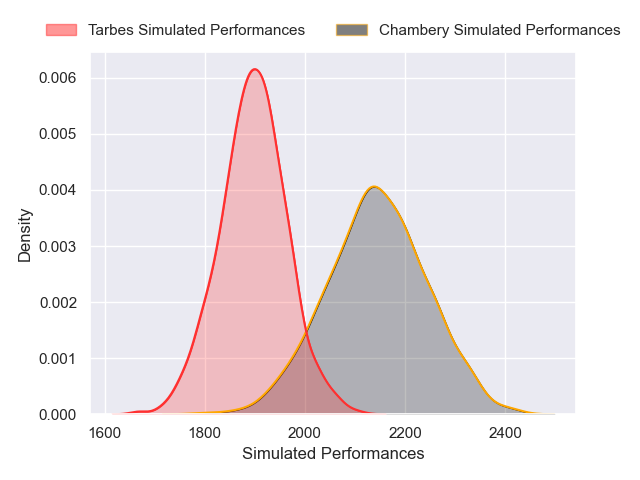 Tarbes Simulated Performances
Chambery Simulated Performances
0.006
0.005
0.004
0.003
0.002
0.001
0.000
Density
1600 1800 2000 2200 2400
Simulated Performances